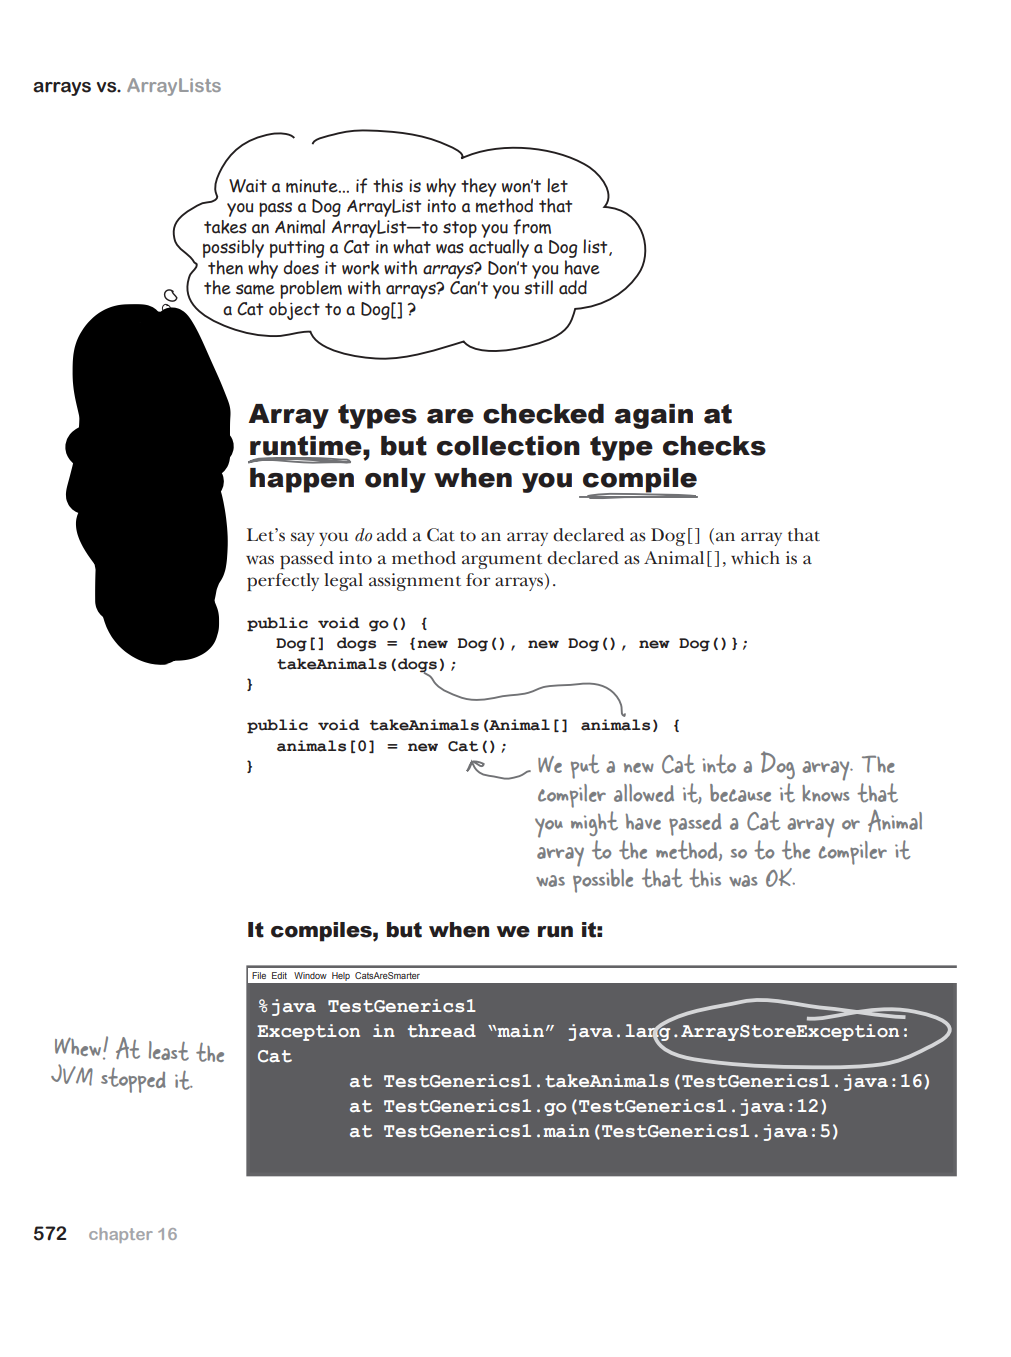 arrays vs. ArrayLists
Wait a minute... if this is why they won't let
you pass a Dog ArrayList into a method that
takes an Animal ArrayList—to stop you from
possibly putting a Cat in what was actually a Dog list,
then why does it work with arrays? Don't you have
the same problem with arrays? Can't you still add
a Cat object to a Dog[] ?
Array types are checked again at
runtime, but collection type checks
happen only when you compile
Let's say you do add a Cat to an array declared as Dog[] (an array that
was passed into a method argument declared as Animal[], which is a
perfectly legal assignment for arrays).
public void go() {
   Dog[] dogs = {new Dog(), new Dog(), new Dog()};
   takeAnimals(dogs);
}
public void takeAnimals(Animal[] animals) {
   animals[0] = new Cat();
}
We put a new Cat into a Dog array. The
compiler allowed it, because it knows that
you might have passed a Cat array or Animal
array to the method, so to the compiler it
was possible that this was OK.
It compiles, but when we run it:
File Edit Window Help CatsAreSmarter
%java TestGenerics1
Exception in thread “main” java.lang.ArrayStoreException:
Cat
        at TestGenerics1.takeAnimals(TestGenerics1.java:16)
        at TestGenerics1.go(TestGenerics1.java:12)
        at TestGenerics1.main(TestGenerics1.java:5)
Whew! At least the
JVM stopped it.
572 chapter 16